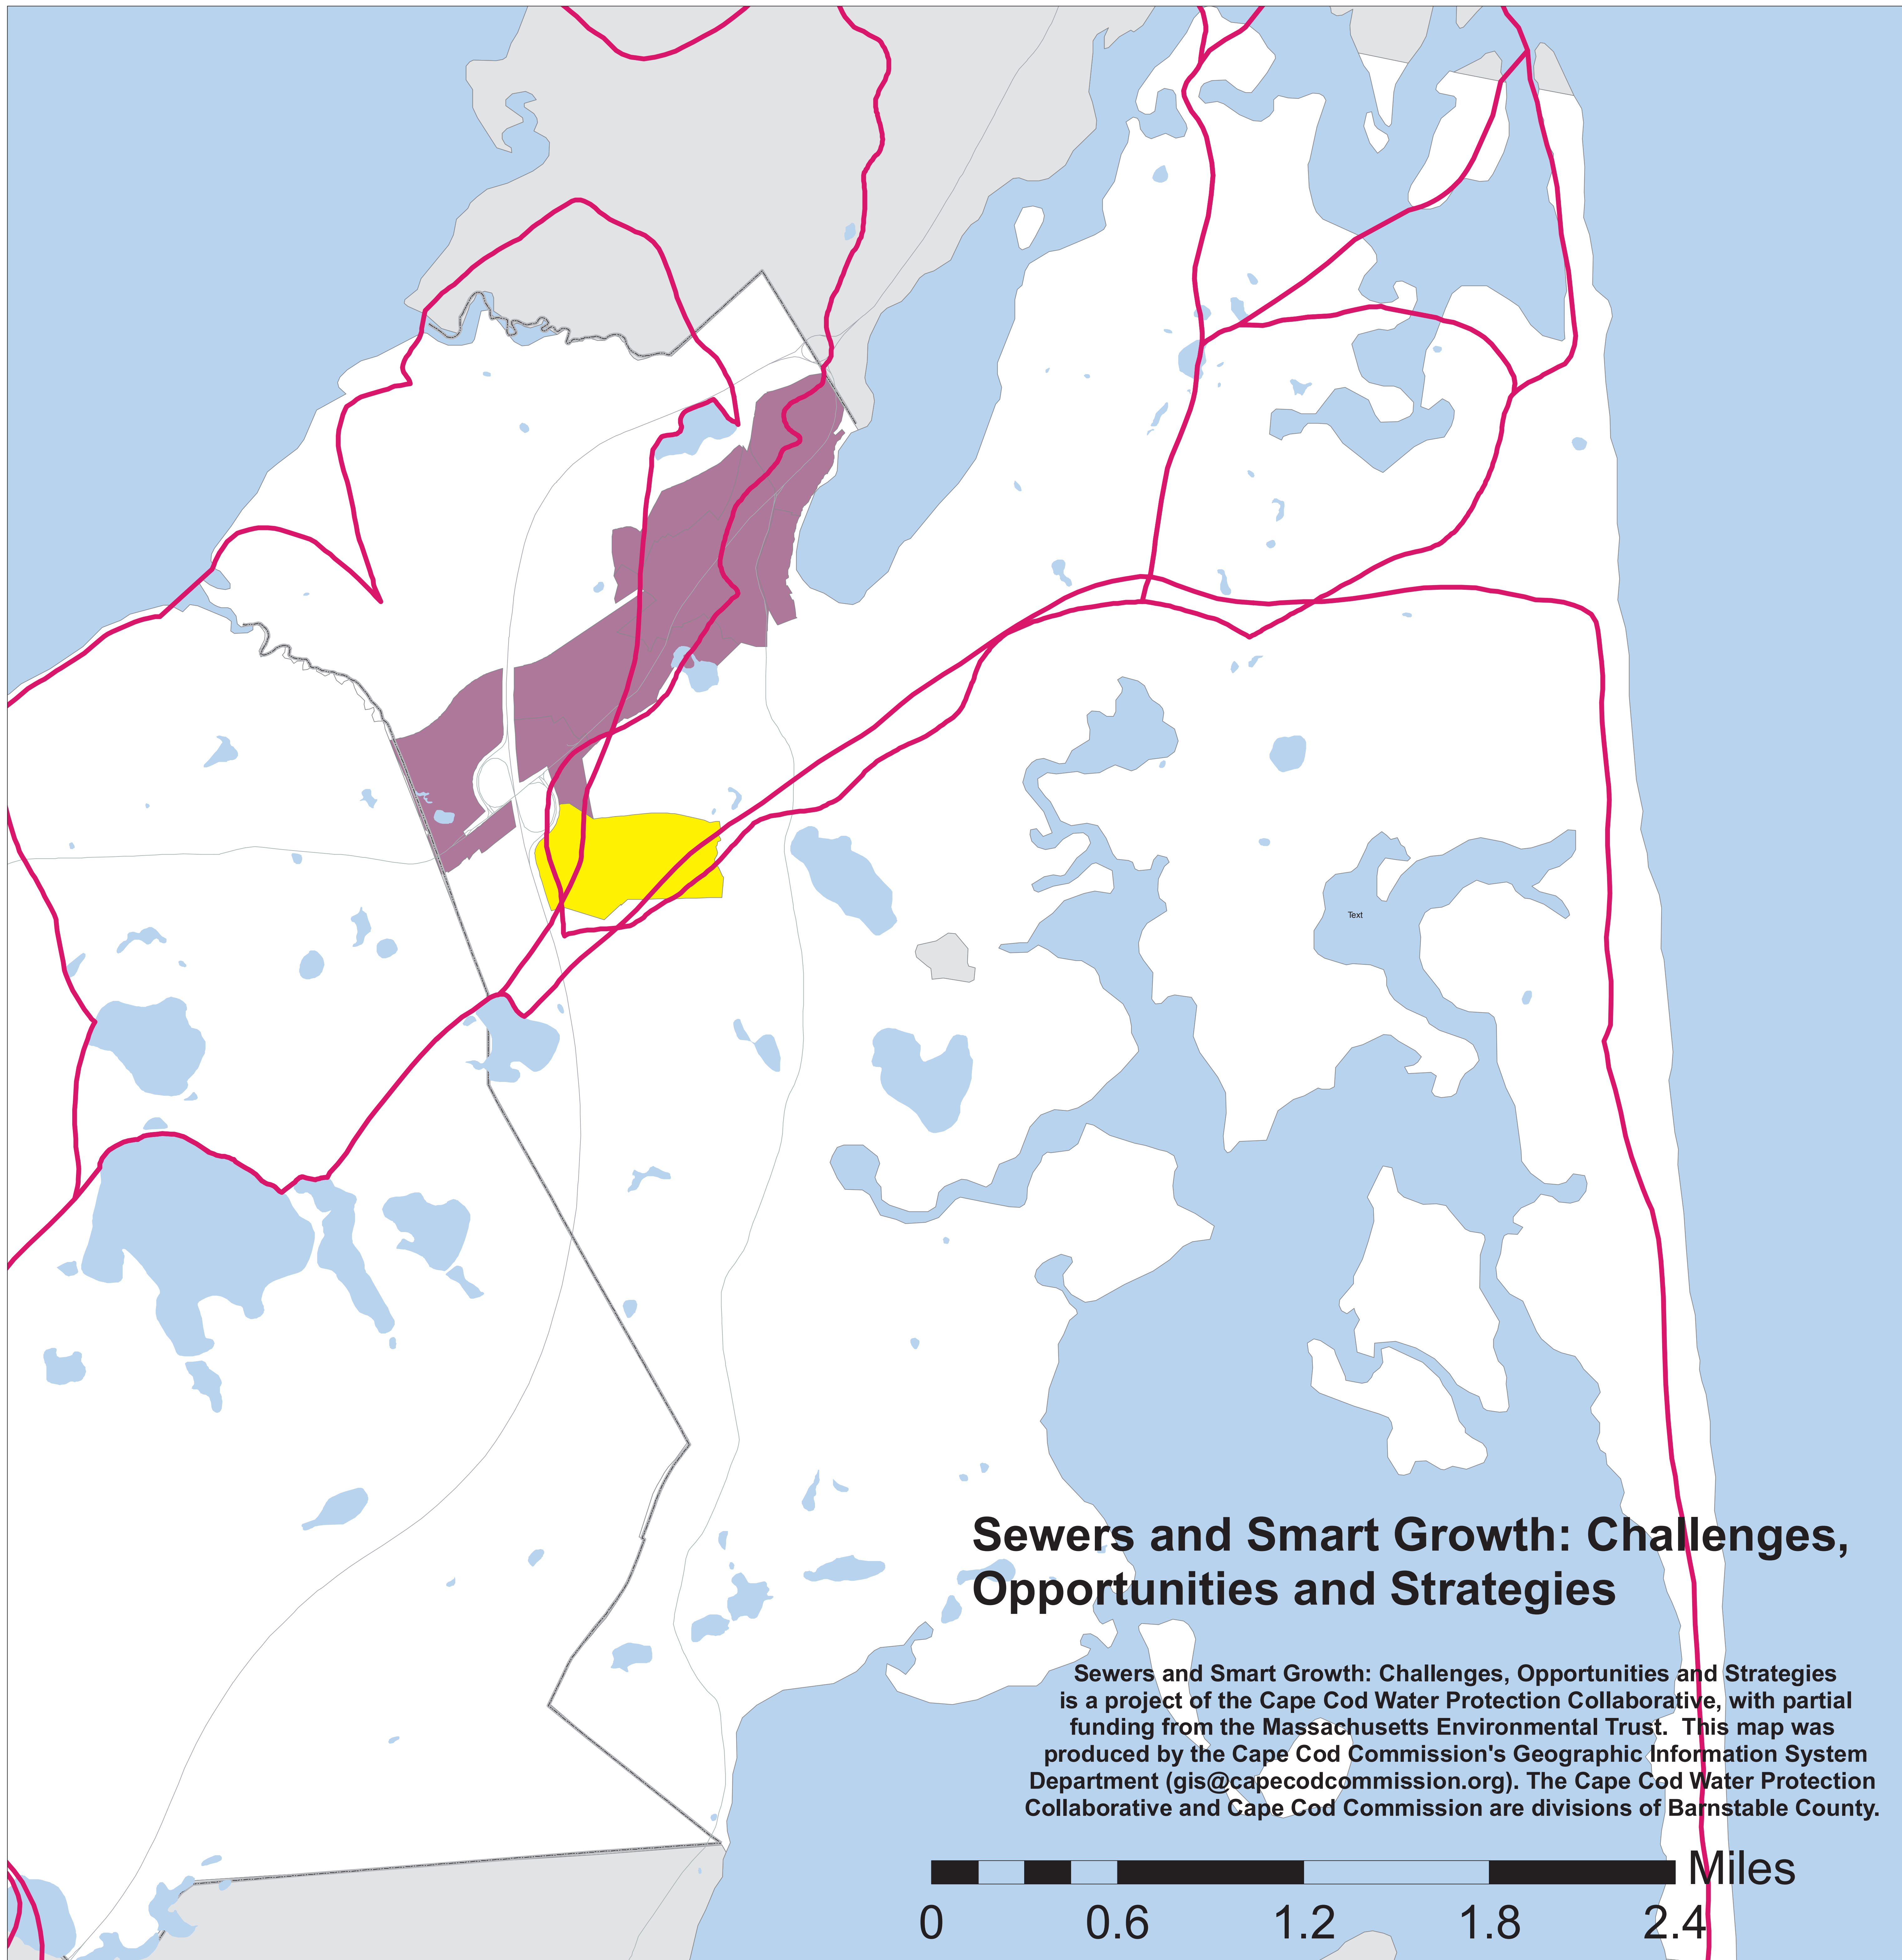 Text
Sewers and Smart Growth: Challenges,
Opportunities and Strategies
Sewers and Smart Growth: Challenges, Opportunities and Strategies
is a project of the Cape Cod Water Protection Collaborative, with partial
funding from the Massachusetts Environmental Trust.  This map was
produced by the Cape Cod Commission's Geographic Information System
Department (gis@capecodcommission.org). The Cape Cod Water Protection
Collaborative and Cape Cod Commission are divisions of Barnstable County.
Miles
0 0.6 1.2 1.8 2.4